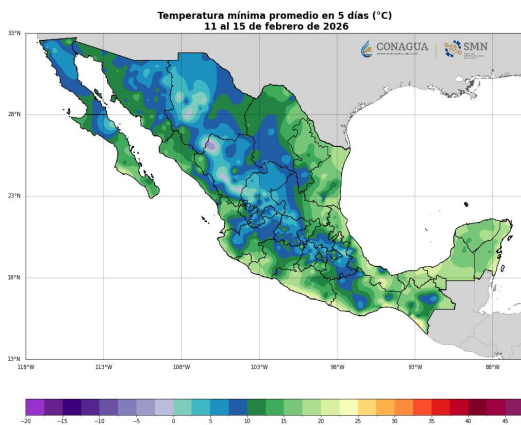 Temperatura mínima promedio en 5 días (°C)
11 al 15 de febrero de 2026
CONAGUA
SMN
33°N
28°N
23°N
18°N
13°N
118°W
113°W
108°W
103°W
98°W
93°W
88°W
−20
−15
−10
−5
0
5
10
15
20
25
30
35
40
45